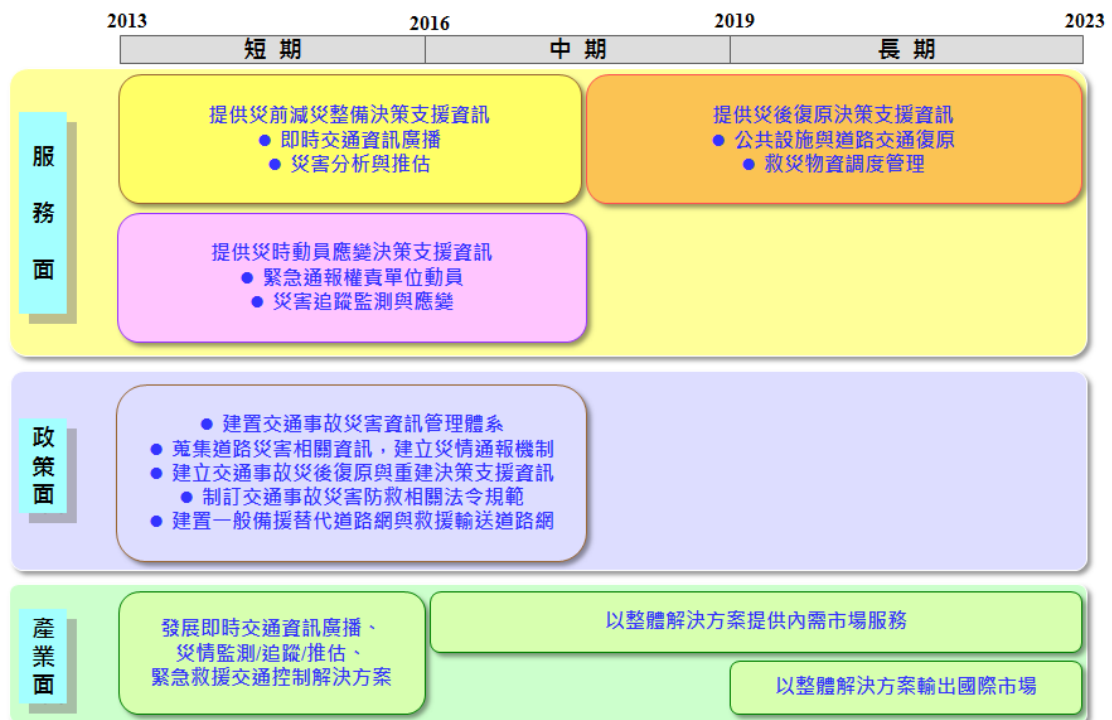 2013
2016
2019
2023
短 期
中 期
長 期
服務面
提供災前減災整備決策支援資訊
● 即時交通資訊廣播
● 災害分析與推估
提供災後復原決策支援資訊
● 公共設施與道路交通復原
● 救災物資調度管理
提供災時動員應變決策支援資訊
● 緊急通報權責單位動員
● 災害追蹤監測與應變
政策面
● 建置交通事故災害資訊管理體系
● 蒐集道路災害相關資訊，建立災情通報機制
● 建立交通事故災後復原與重建決策支援資訊
● 制訂交通事故災害防救相關法令規範
● 建置一般備援替代道路網與救援輸送道路網
產業面
發展即時交通資訊廣播、
災情監測/追蹤/推估、
緊急救援交通控制解決方案
以整體解決方案提供內需市場服務
以整體解決方案輸出國際市場